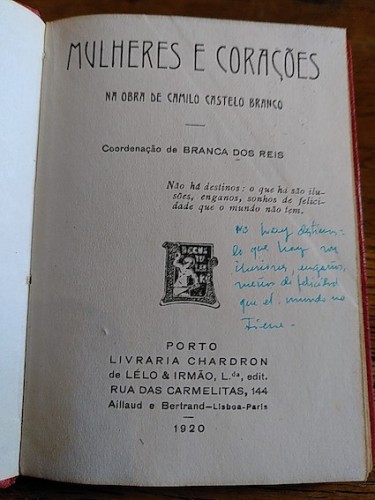 MULHERES E CORAÇÕES
NA OBRA DE CAMILO CASTELO BRANCO
Coordenação de BRANCA DOS REIS
Não há destinos: o que há são ilu-
sões, enganos, sonhos de felici-
dade que o mundo não tem.
no hay destinos:
lo que hay son
ilusiones, engaños,
sueños de felicidad
que el mundo no
tiene.
PORTO
LIVRARIA CHARDRON
de LÉLO & IRMÃO, L.da, edit.
RUA DAS CARMELITAS, 144
Aillaud e Bertrand—Lisboa-Paris
1920